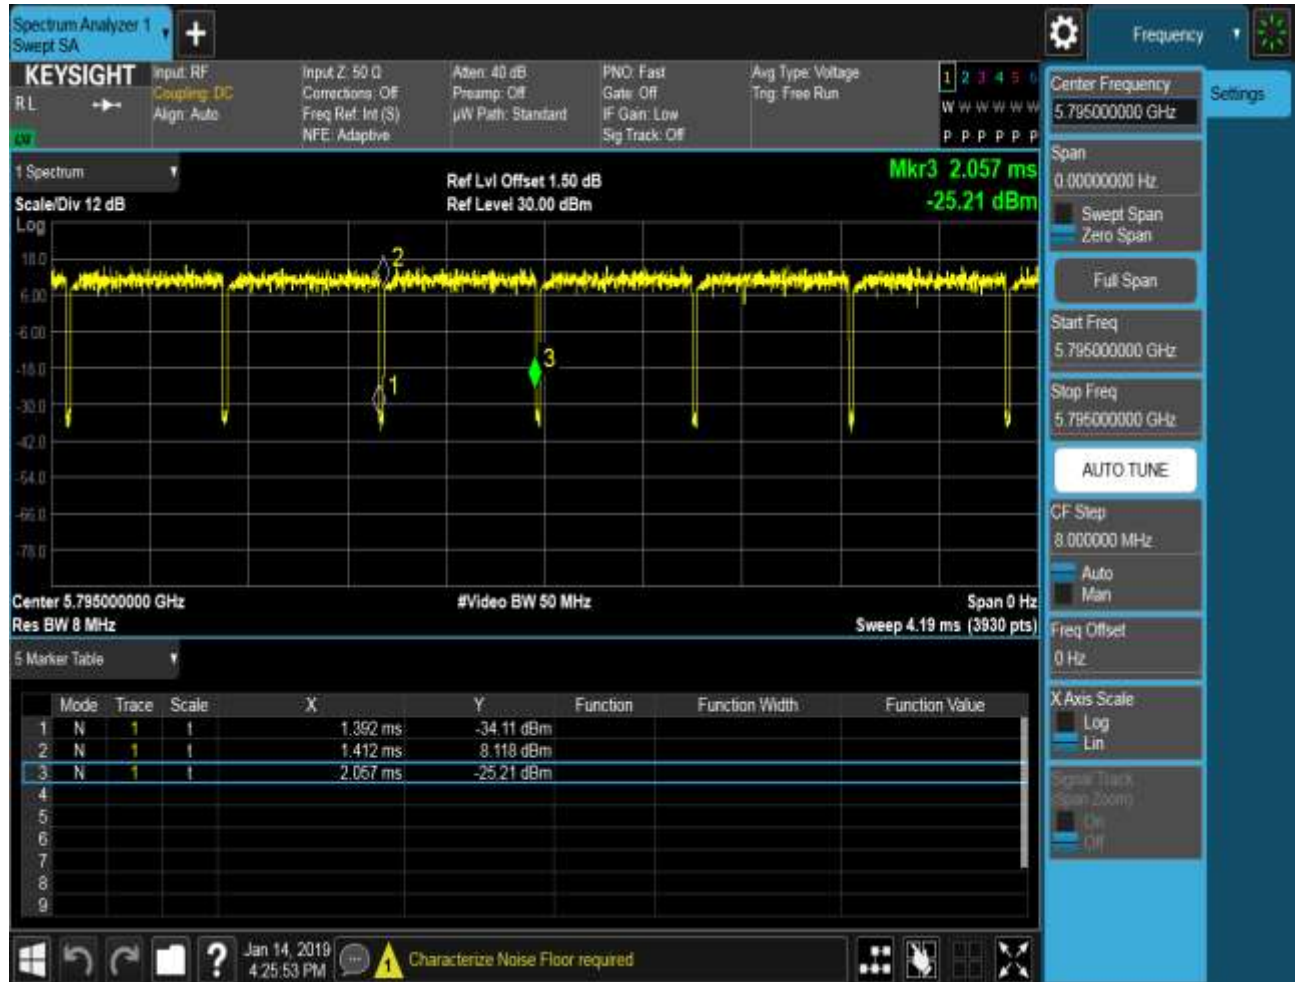 Spectrum Analyzer 1
Swept SA
+
Frequency
KEYSIGHT
RL
Input: RF
Coupling: DC
Align: Auto
Input Z: 50 Ω
Corrections: Off
Freq Ref: Int (S)
NFE: Adaptive
Atten: 40 dB
Preamp: Off
µW Path: Standard
PNO: Fast
Gate: Off
IF Gain: Low
Sig Track: Off
Avg Type: Voltage
Trig: Free Run
1 2 3 4 5 6
W W W W W W
P P P P P P
Center Frequency
5.795000000 GHz
Settings
1 Spectrum
Scale/Div 12 dB
Ref Lvl Offset 1.50 dB
Ref Level 30.00 dBm
Mkr3 2.057 ms
-25.21 dBm
Log
18.0
6.00
-6.00
-18.0
-30.0
-42.0
-54.0
-66.0
-78.0
2
1
3
Center 5.795000000 GHz
Res BW 8 MHz
#Video BW 50 MHz
Span 0 Hz
Sweep 4.19 ms (3930 pts)
Span
0.00000000 Hz
Swept Span
Zero Span
Full Span
Start Freq
5.795000000 GHz
Stop Freq
5.795000000 GHz
AUTO TUNE
CF Step
8.000000 MHz
Auto
Man
Freq Offset
0 Hz
X Axis Scale
Log
Lin
Signal Track
(Span Zoom)
On
Off
5 Marker Table
Mode Trace Scale X Y Function Function Width Function Value
1 N 1 t 1.392 ms -34.11 dBm
2 N 1 t 1.412 ms 8.118 dBm
3 N 1 t 2.057 ms -25.21 dBm
4
5
6
7
8
9
?
Jan 14, 2019
4:25:53 PM
Characterize Noise Floor required